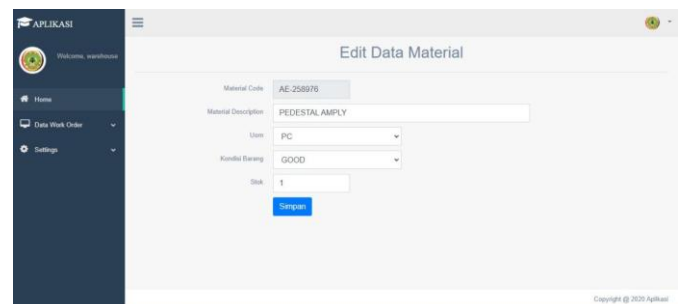 APLIKASI
Welcome, warehouse
Home
Data Work Order
Settings
Edit Data Material
Material Code AE-258976
Material Description PEDESTAL AMPLY
Uom PC
Kondisi Barang GOOD
Stok 1
Simpan
Copyright @ 2020 Aplikasi